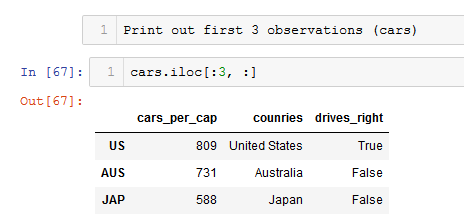 1 Print out first 3 observations (cars)
In [67]: 1 cars.iloc[:3, :]
Out[67]:
cars_per_cap counries drives_right
US 809 United States True
AUS 731 Australia False
JAP 588 Japan False